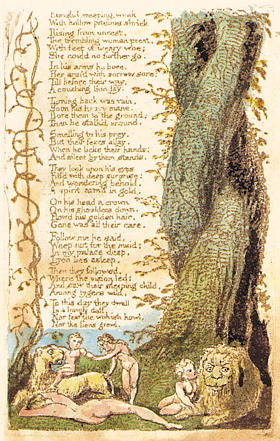 Famish'd, weeping, weak
With hollow piteous shriek
Rising from unrest,
The trembling woman prest,
With feet of weary woe;
She could no further go.
In his arms he bore,
Her arm'd with sorrow sore;
Till before their way,
A couching lion lay.
Turning back was vain,
Soon his heavy mane,
Bore them to the ground;
Then he stalk'd around,
Smelling to his prey.
But their fears allay,
When he licks their hands:
And silent by them stands.
They look upon his eyes
Fill'd with deep surprise:
And wondering behold,
A spirit arm'd in gold.
On his head a crown
On his shoulders down,
Flow'd his golden hair.
Gone was all their care.
Follow me he said,
Weep not for the maid;
In my palace deep,
Lyca lies asleep.
Then they followed,
Where the vision led:
And saw their sleeping child,
Among tygers wild.
To this day they dwell
In a lonely dell
Nor fear the wolvish howl,
Nor the lions growl.